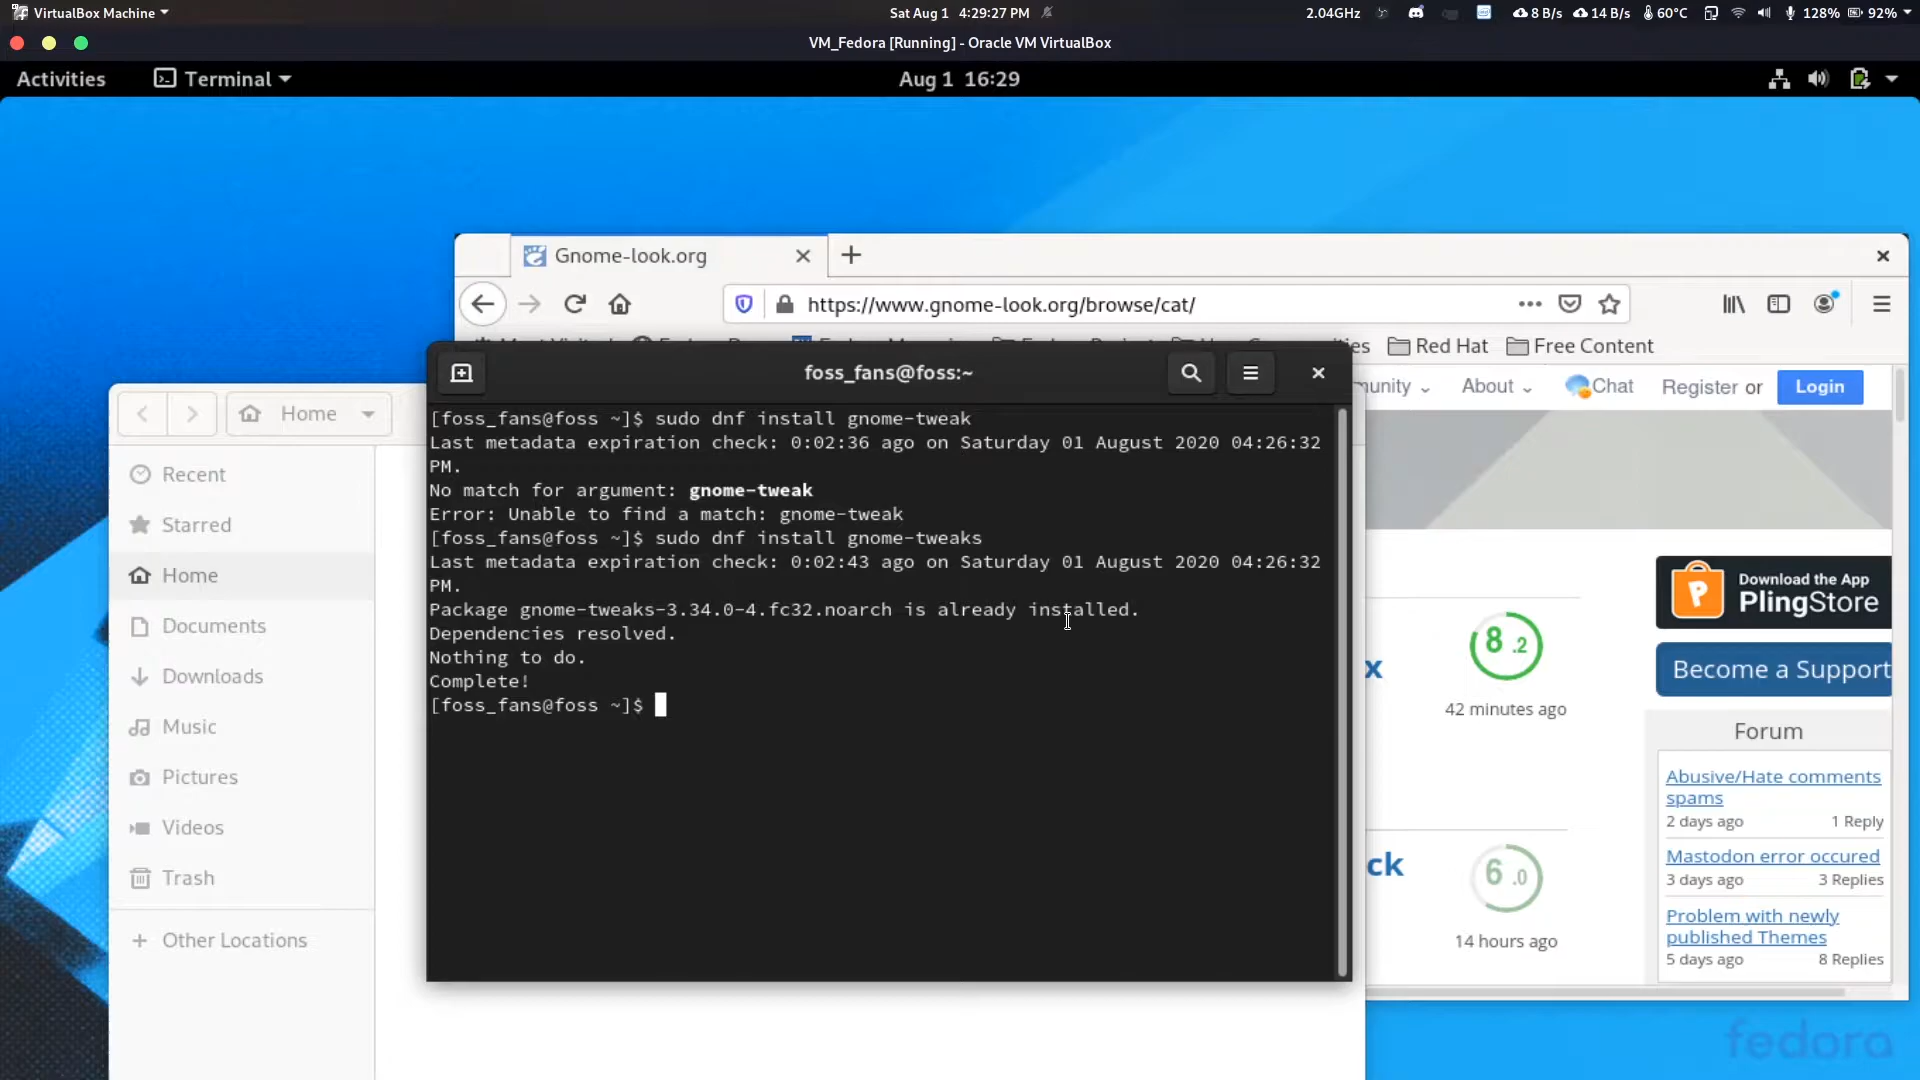 VirtualBox Machine
Sat Aug 1 4:29:27 PM
2.04GHz
8 B/s
14 B/s
60°C
128%
92%
VM_Fedora [Running] - Oracle VM VirtualBox
Activities
Terminal
Aug 1 16:29
Gnome-look.org
https://www.gnome-look.org/browse/cat/
Red Hat
Free Content
About
Chat
Register or
Login
Home
Recent
Starred
Home
Documents
Downloads
Music
Pictures
Videos
Trash
+ Other Locations
foss_fans@foss:~
[foss_fans@foss ~]$ sudo dnf install gnome-tweak
Last metadata expiration check: 0:02:36 ago on Saturday 01 August 2020 04:26:32
PM.
No match for argument: gnome-tweak
Error: Unable to find a match: gnome-tweak
[foss_fans@foss ~]$ sudo dnf install gnome-tweaks
Last metadata expiration check: 0:02:43 ago on Saturday 01 August 2020 04:26:32
PM.
Package gnome-tweaks-3.34.0-4.fc32.noarch is already installed.
Dependencies resolved.
Nothing to do.
Complete!
[foss_fans@foss ~]$
x
8.2
42 minutes ago
ck
6.0
14 hours ago
Download the App
PlingStore
Become a Support
Forum
Abusive/Hate comments
spams
2 days ago 1 Reply
Mastodon error occured
3 days ago 3 Replies
Problem with newly
published Themes
5 days ago 8 Replies
fedora